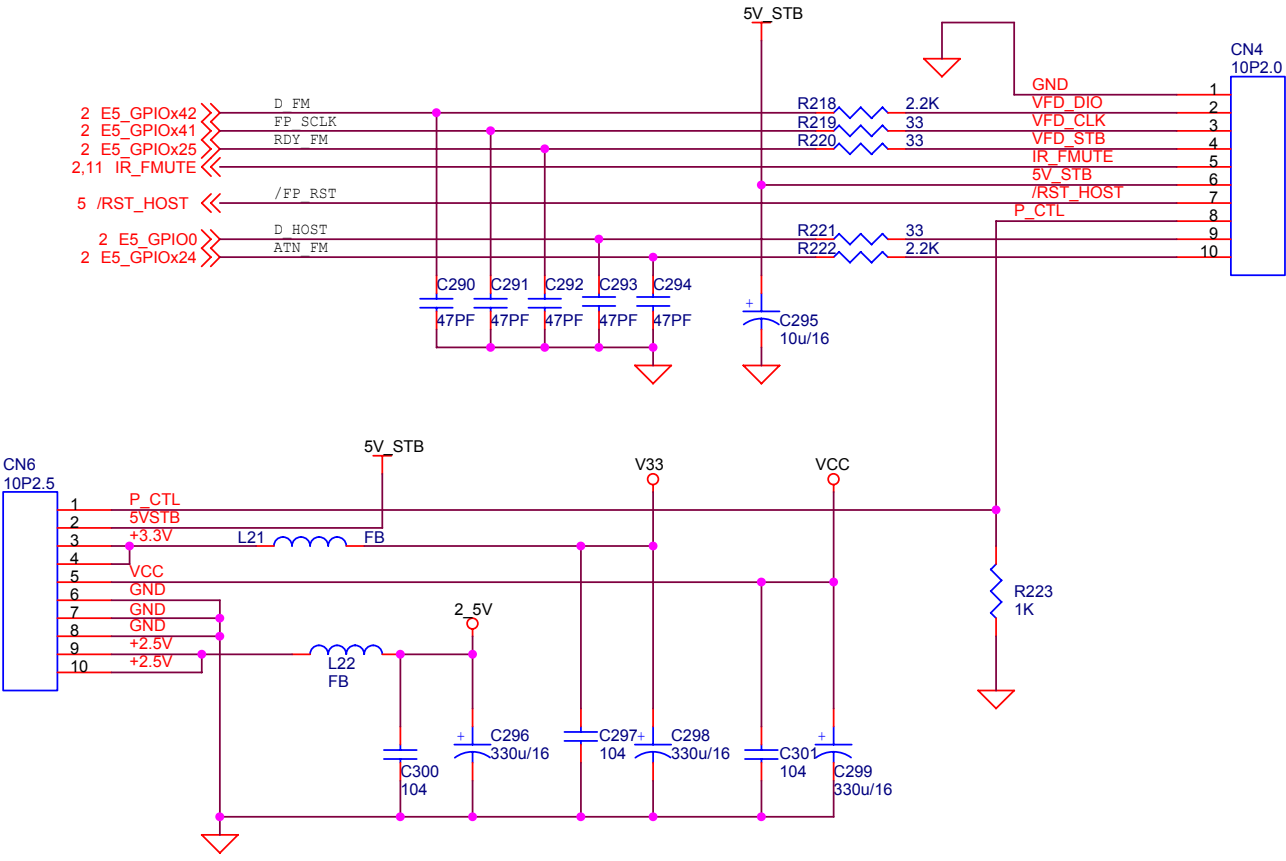 5V_STB
CN4
10P2.0
GND
1
2 E5_GPIOx42
D_FM
R218
2.2K
VFD_DIO
2
2 E5_GPIOx41
FP_SCLK
R219
33
VFD_CLK
3
2 E5_GPIOx25
RDY_FM
R220
33
VFD_STB
4
2,11 IR_FMUTE
IR_FMUTE
5
5V_STB
6
5 /RST_HOST
/FP_RST
/RST_HOST
7
P_CTL
8
2 E5_GPIO0
D_HOST
R221
33
9
2 E5_GPIOx24
ATN_FM
R222
2.2K
10
C290
47PF
C291
47PF
C292
47PF
C293
47PF
C294
47PF
+
C295
10u/16
CN6
10P2.5
5V_STB
V33
VCC
1
P_CTL
2
5VSTB
3
+3.3V
L21
FB
4
5
VCC
6
GND
7
GND
8
GND
9
+2.5V
10
+2.5V
2_5V
L22
FB
R223
1K
C300
104
+
C296
330u/16
C297
104
+
C298
330u/16
C301
104
+
C299
330u/16